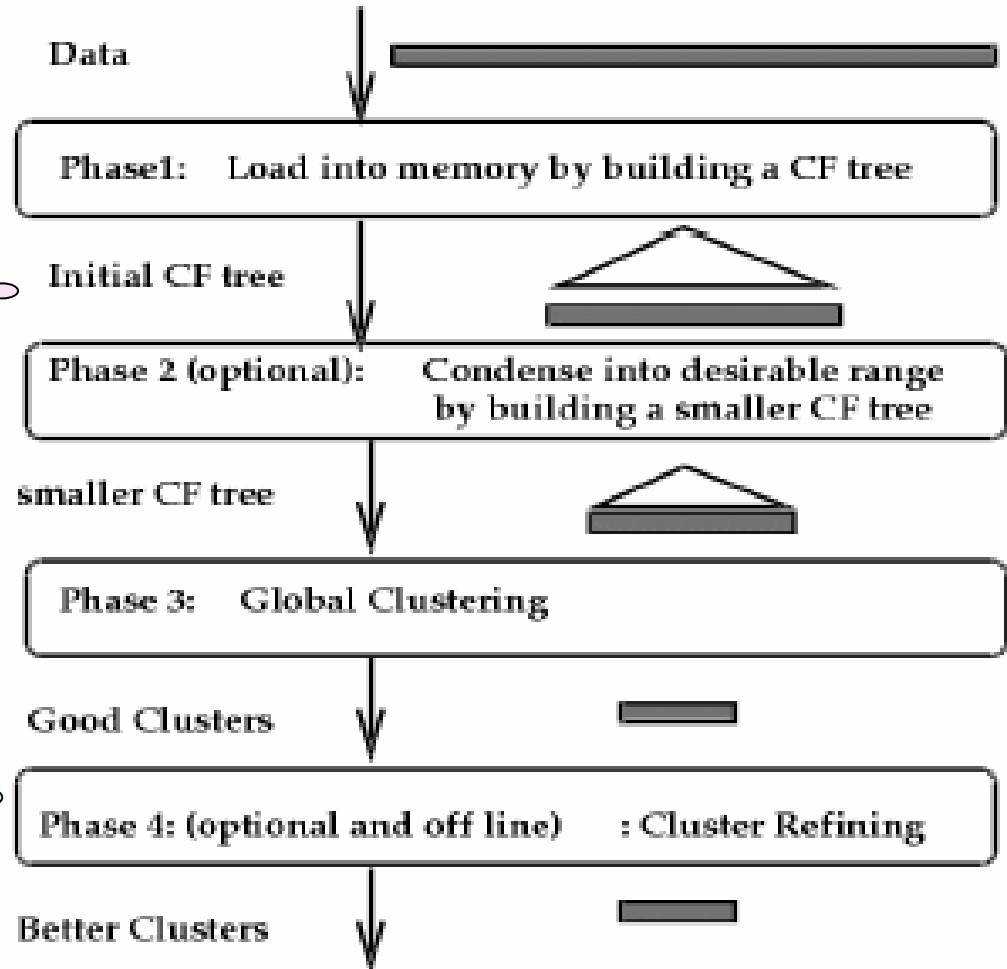 Data
Phase1: Load into memory by building a CF tree
Initial CF tree
Phase 2 (optional): Condense into desirable range
by building a smaller CF tree
smaller CF tree
Phase 3: Global Clustering
Good Clusters
Phase 4: (optional and off line) : Cluster Refining
Better Clusters